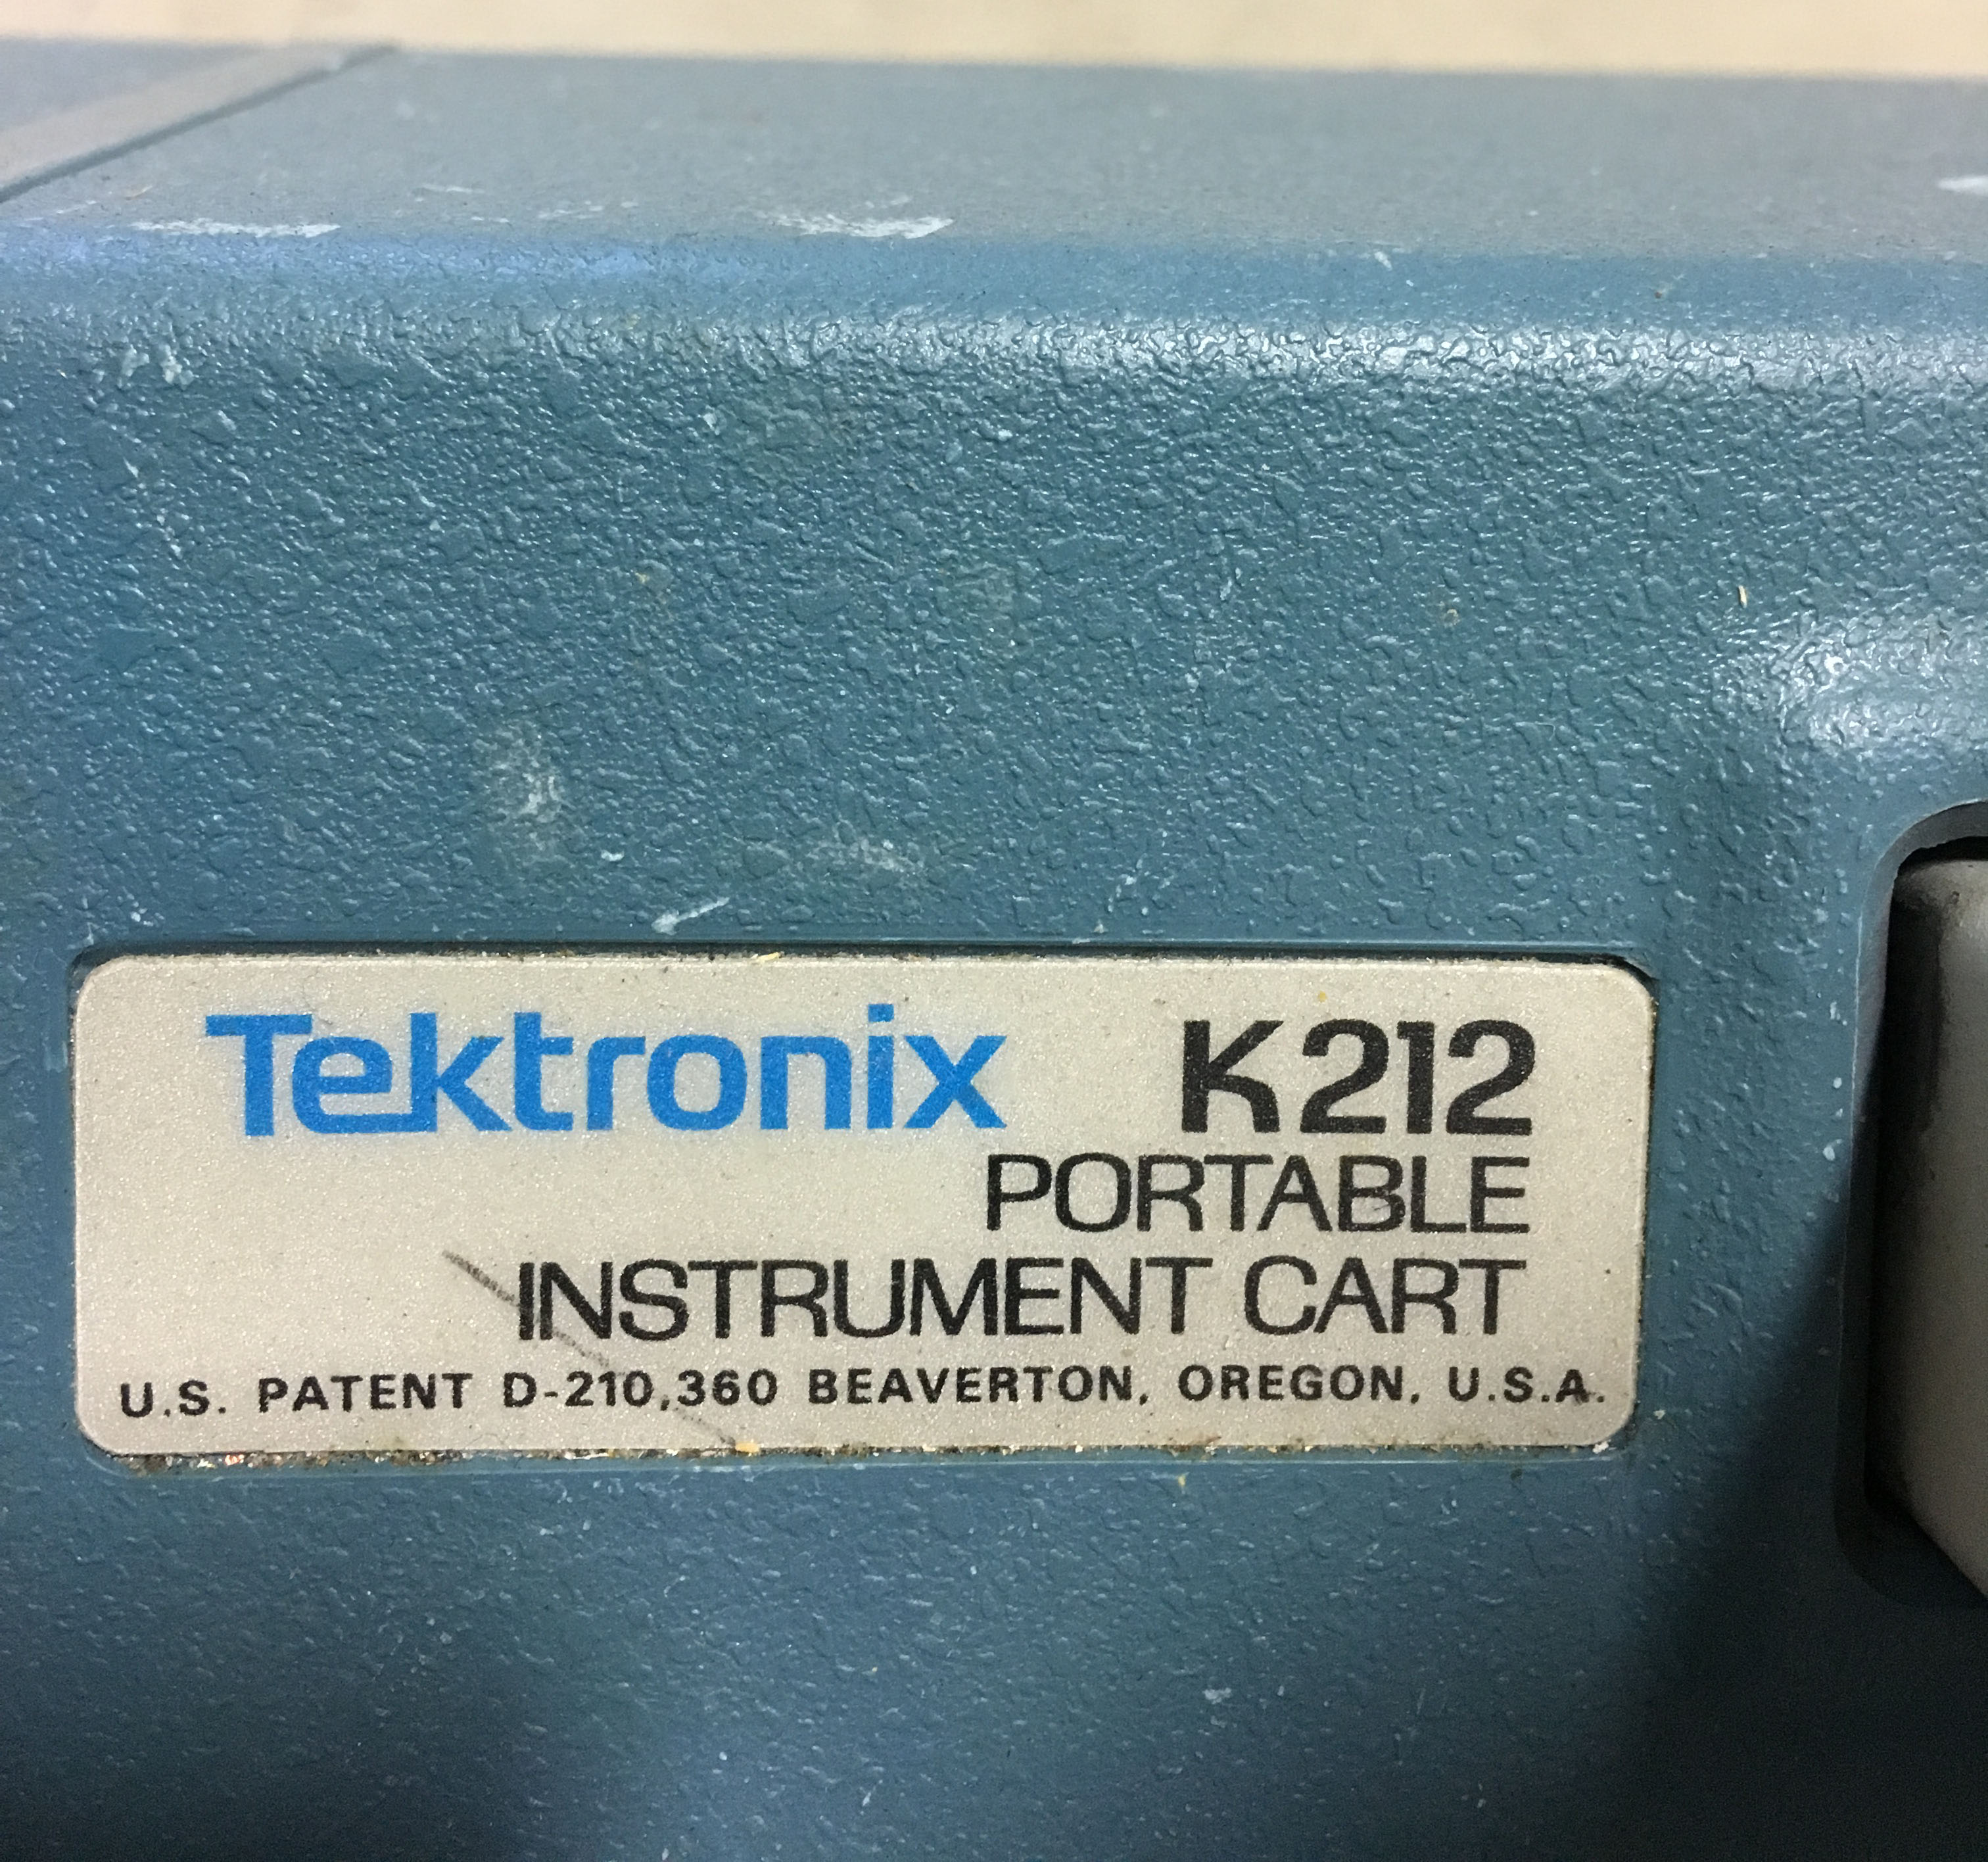 Tektronix K212
PORTABLE
INSTRUMENT CART
U.S. PATENT D-210,360 BEAVERTON, OREGON, U.S.A.